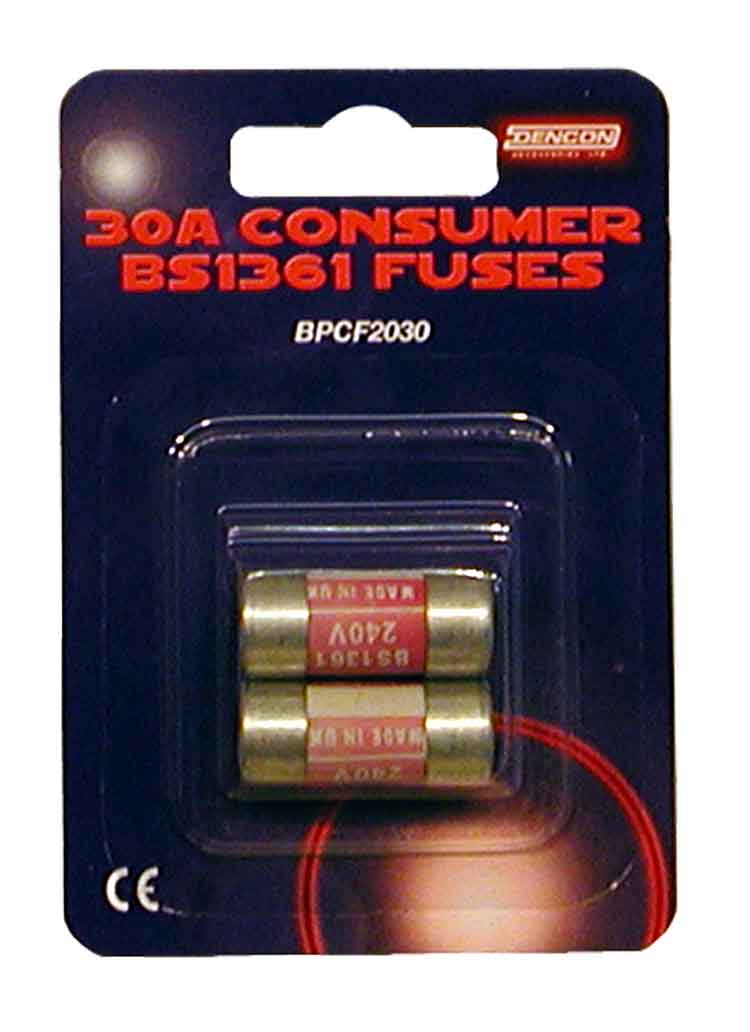 DENCON
ACCESSORIES LTD
30A CONSUMER
BS1361 FUSES
BPCF2030
MADE IN UK
240V
BS1361
MADE IN UK
240V
CE